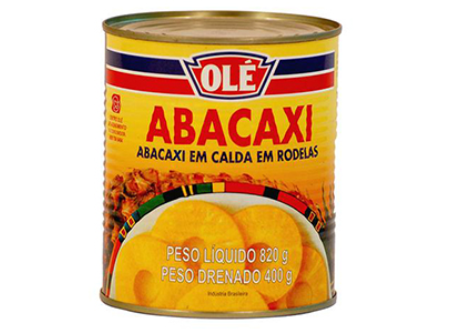 OLÉ
ABACAXI
ABACAXI EM CALDA EM RODELAS
PESO LÍQUIDO 820 g
PESO DRENADO 400 g
Indústria Brasileira